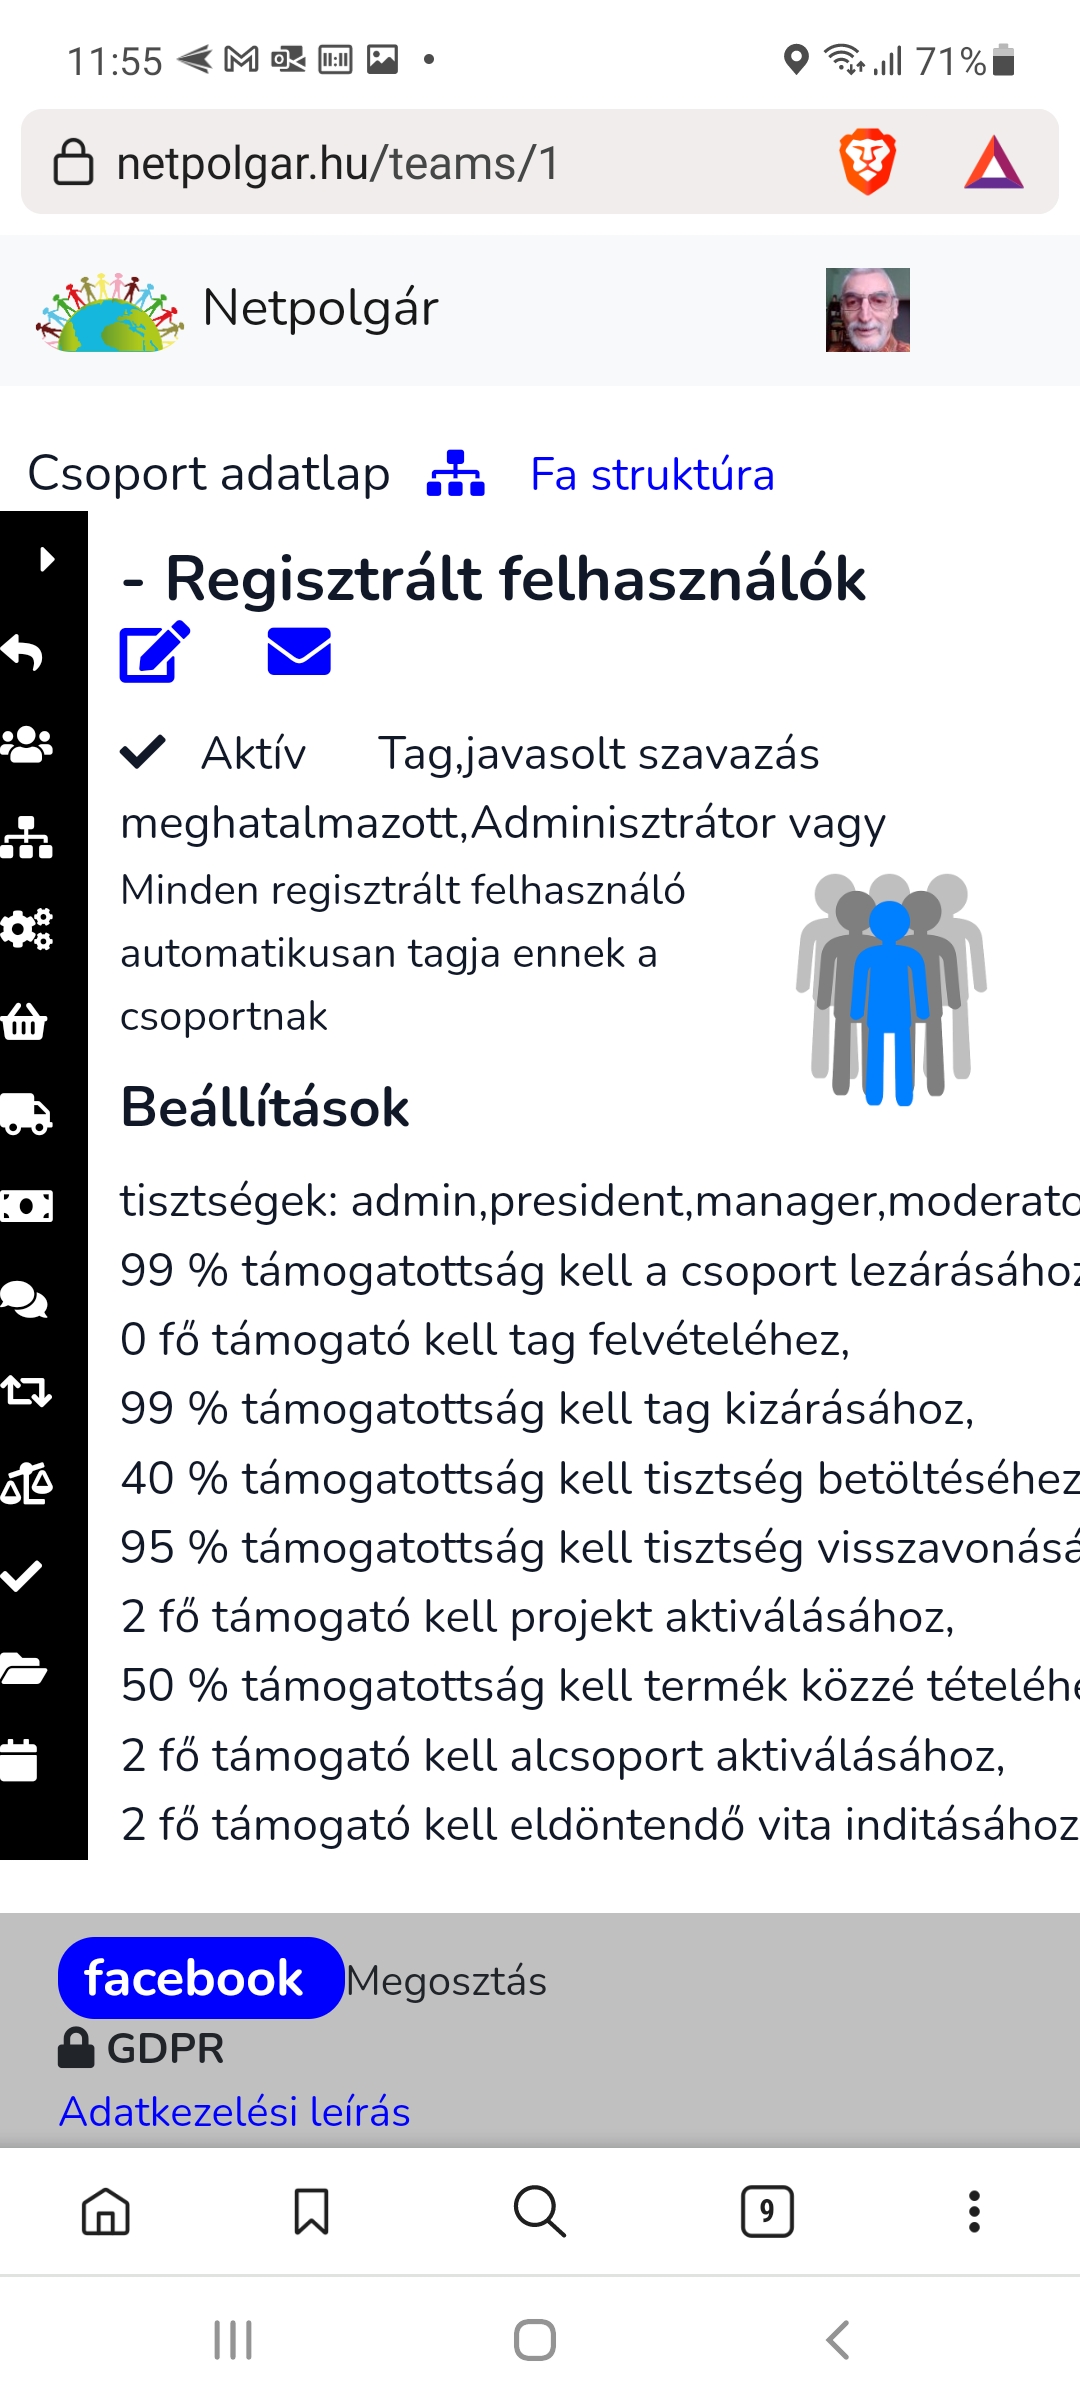 11:55
71%
netpolgar.hu/teams/1
Netpolgár
Csoport adatlap Fa struktúra
- Regisztrált felhasználók
Aktív Tag,javasolt szavazás
meghatalmazott,Adminisztrátor vagy
Minden regisztrált felhasználó
automatikusan tagja ennek a
csoportnak
Beállítások
tisztségek: admin,president,manager,moderato
99 % támogatottság kell a csoport lezárásához
0 fő támogató kell tag felvételéhez,
99 % támogatottság kell tag kizárásához,
40 % támogatottság kell tisztség betöltéséhez
95 % támogatottság kell tisztség visszavonásá
2 fő támogató kell projekt aktiválásához,
50 % támogatottság kell termék közzé tételéhe
2 fő támogató kell alcsoport aktiválásához,
2 fő támogató kell eldöntendő vita inditásához
facebook Megosztás
GDPR
Adatkezelési leírás
9